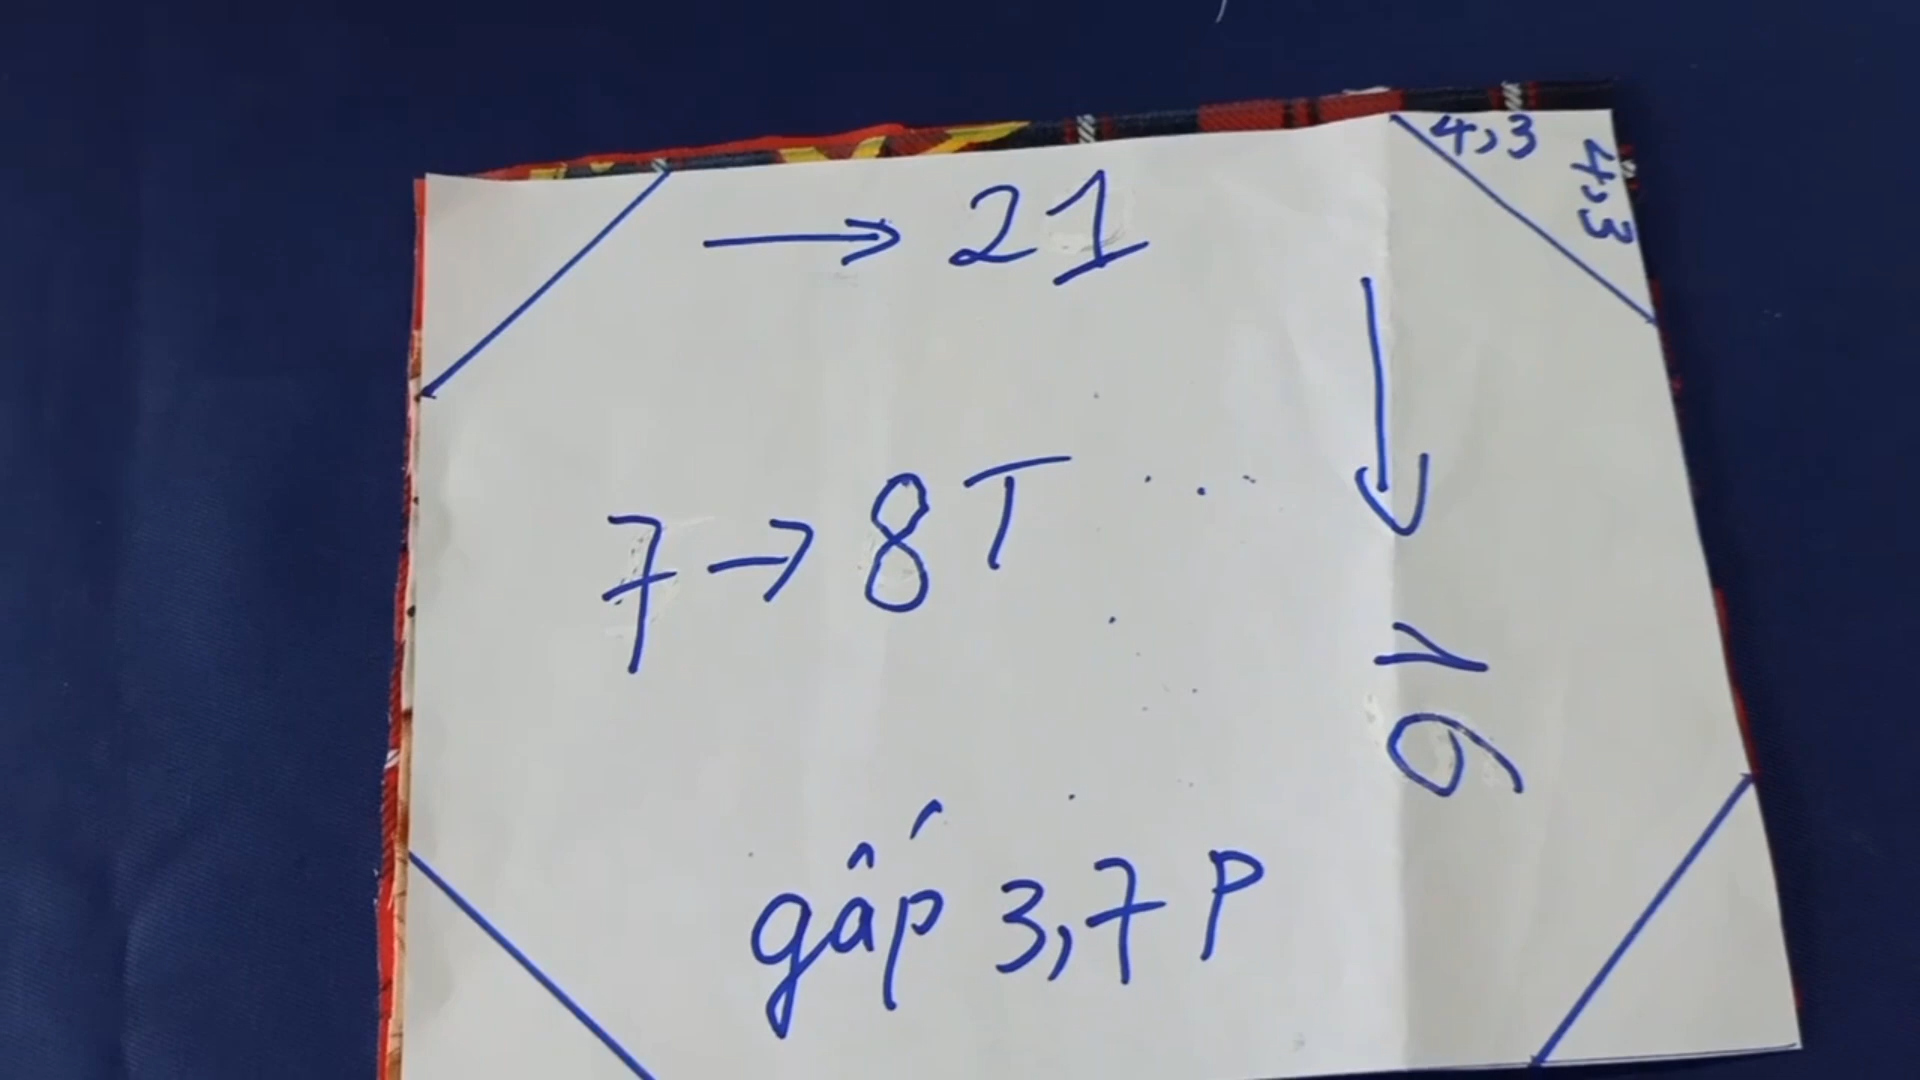 4,3
4,3
→ 21
↓ 16
7 → 8T
gấp 3,7 P